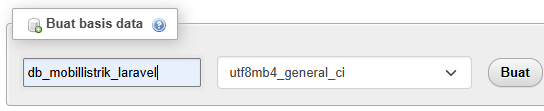 Buat basis data
db_mobillistrik_laravel
utf8mb4_general_ci
Buat